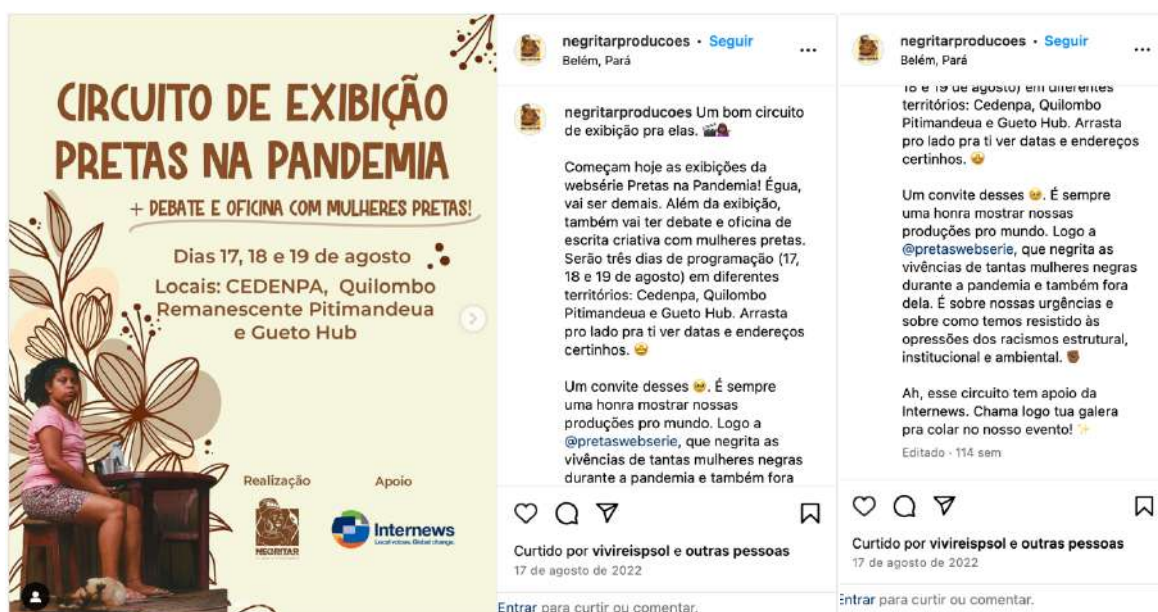 CIRCUITO DE EXIBIÇÃO
PRETAS NA PANDEMIA
+ DEBATE E OFICINA COM MULHERES PRETAS!
Dias 17, 18 e 19 de agosto
Locais: CEDENPA, Quilombo
Remanescente Pitimandeua
e Gueto Hub
Realização
Apoio
NEGRITAR
Internews
Local voices. Global change.
negritarproducoes • Seguir
Belém, Pará
negritarproducoes Um bom circuito
de exibição pra elas. 🎬💁🏾‍♀️
Começam hoje as exibições da
websérie Pretas na Pandemia! Égua,
vai ser demais. Além da exibição,
também vai ter debate e oficina de
escrita criativa com mulheres pretas.
Serão três dias de programação (17,
18 e 19 de agosto) em diferentes
territórios: Cedenpa, Quilombo
Pitimandeua e Gueto Hub. Arrasta
pro lado pra ti ver datas e endereços
certinhos. 🤩
Um convite desses 🥹. É sempre
uma honra mostrar nossas
produções pro mundo. Logo a
@pretaswebserie, que negrita as
vivências de tantas mulheres negras
durante a pandemia e também fora
Curtido por vivireispsol e outras pessoas
17 de agosto de 2022
Entrar para curtir ou comentar.
negritarproducoes • Seguir
Belém, Pará
18 e 19 de agosto) em diferentes
territórios: Cedenpa, Quilombo
Pitimandeua e Gueto Hub. Arrasta
pro lado pra ti ver datas e endereços
certinhos. 🤩
Um convite desses 🥹. É sempre
uma honra mostrar nossas
produções pro mundo. Logo a
@pretaswebserie, que negrita as
vivências de tantas mulheres negras
durante a pandemia e também fora
dela. É sobre nossas urgências e
sobre como temos resistido às
opressões dos racismos estrutural,
institucional e ambiental. ✊🏾
Ah, esse circuito tem apoio da
Internews. Chama logo tua galera
pra colar no nosso evento! ✨
Editado • 114 sem
Curtido por vivireispsol e outras pessoas
17 de agosto de 2022
Entrar para curtir ou comentar.